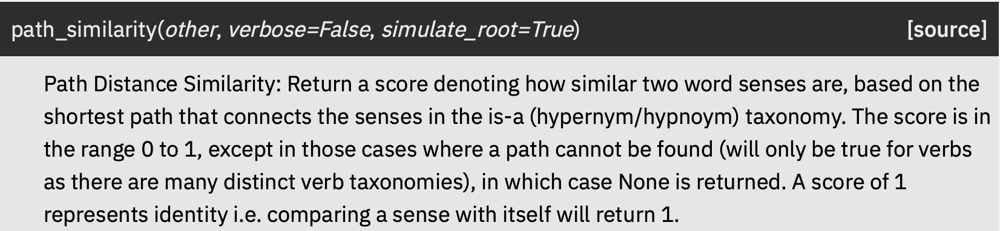 path_similarity(other, verbose=False, simulate_root=True) [source]
Path Distance Similarity: Return a score denoting how similar two word senses are, based on the
shortest path that connects the senses in the is-a (hypernym/hypnoym) taxonomy. The score is in
the range 0 to 1, except in those cases where a path cannot be found (will only be true for verbs
as there are many distinct verb taxonomies), in which case None is returned. A score of 1
represents identity i.e. comparing a sense with itself will return 1.